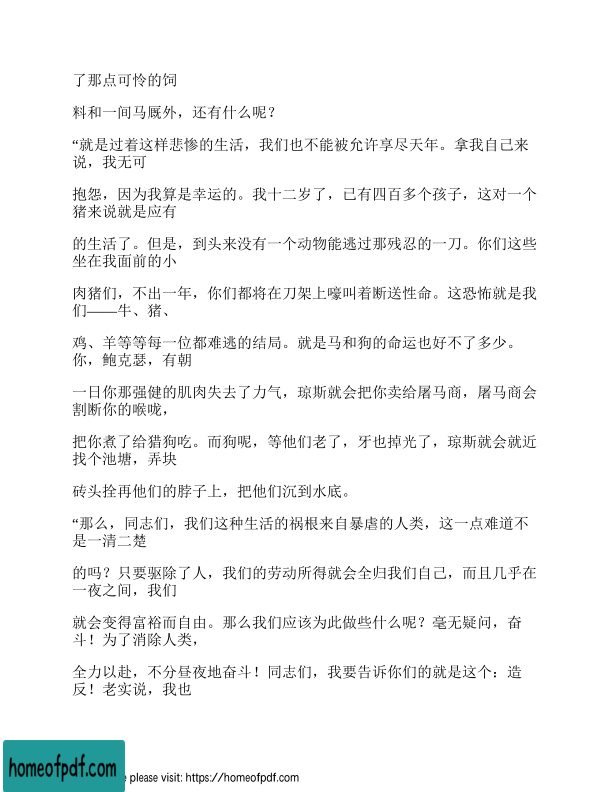 了那点可怜的饲
料和一间马厩外，还有什么呢？
“就是过着这样悲惨的生活，我们也不能被允许享尽天年。拿我自己来
说，我无可
抱怨，因为我算是幸运的。我十二岁了，已有四百多个孩子，这对一个
猪来说就是应有
的生活了。但是，到头来没有一个动物能逃过那残忍的一刀。你们这些
坐在我面前的小
肉猪们，不出一年，你们都将在刀架上嚎叫着断送性命。这恐怖就是我
们——牛、猪、
鸡、羊等等每一位都难逃的结局。就是马和狗的命运也好不了多少。
你，鲍克瑟，有朝
一日你那强健的肌肉失去了力气，琼斯就会把你卖给屠马商，屠马商会
割断你的喉咙，
把你煮了给猎狗吃。而狗呢，等他们老了，牙也掉光了，琼斯就会就近
找个池塘，弄块
砖头拴再他们的脖子上，把他们沉到水底。
“那么，同志们，我们这种生活的祸根来自暴虐的人类，这一点难道不
是一清二楚
的吗？只要驱除了人，我们的劳动所得就会全归我们自己，而且几乎在
一夜之间，我们
就会变得富裕而自由。那么我们应该为此做些什么呢？毫无疑问，奋
斗！为了消除人类，
全力以赴，不分昼夜地奋斗！同志们，我要告诉你们的就是这个：造
反！老实说，我也
homeofpdf.com
e please visit: https://homeofpdf.com